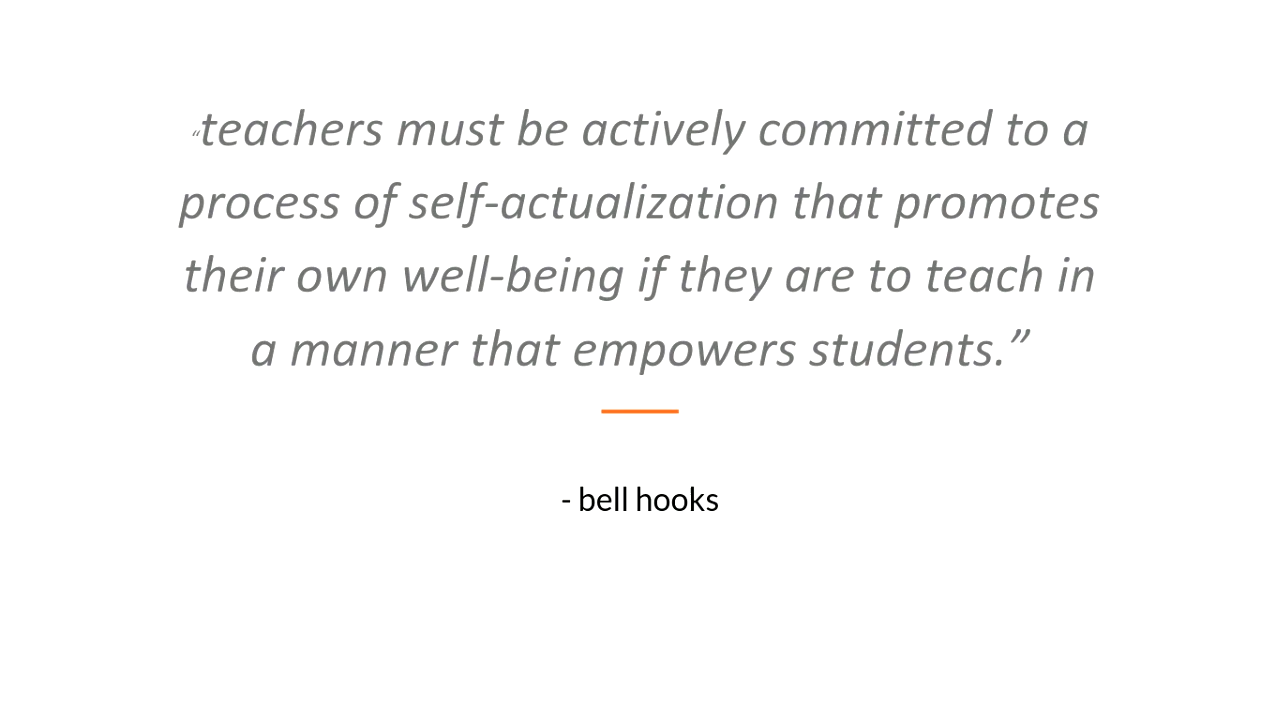 “teachers must be actively committed to a
process of self-actualization that promotes
their own well-being if they are to teach in
a manner that empowers students.”
- bell hooks